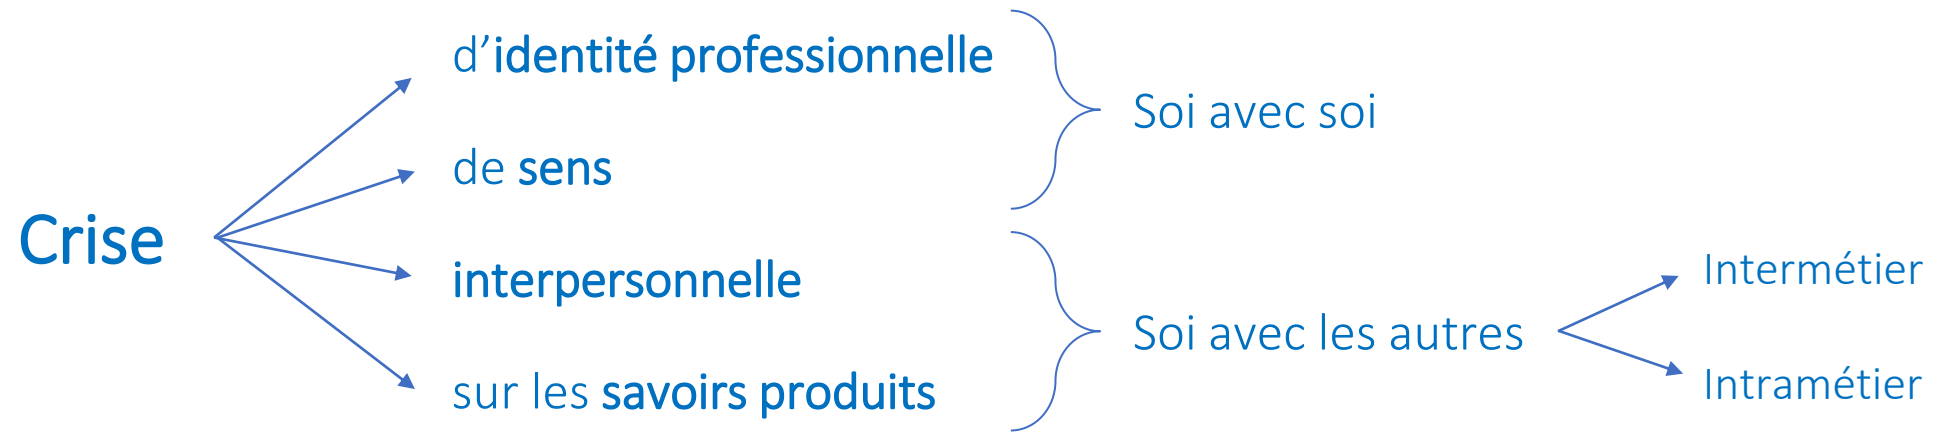 Crise
d’identité professionnelle
de sens
interpersonnelle
sur les savoirs produits
Soi avec soi
Soi avec les autres
Intermétier
Intramétier